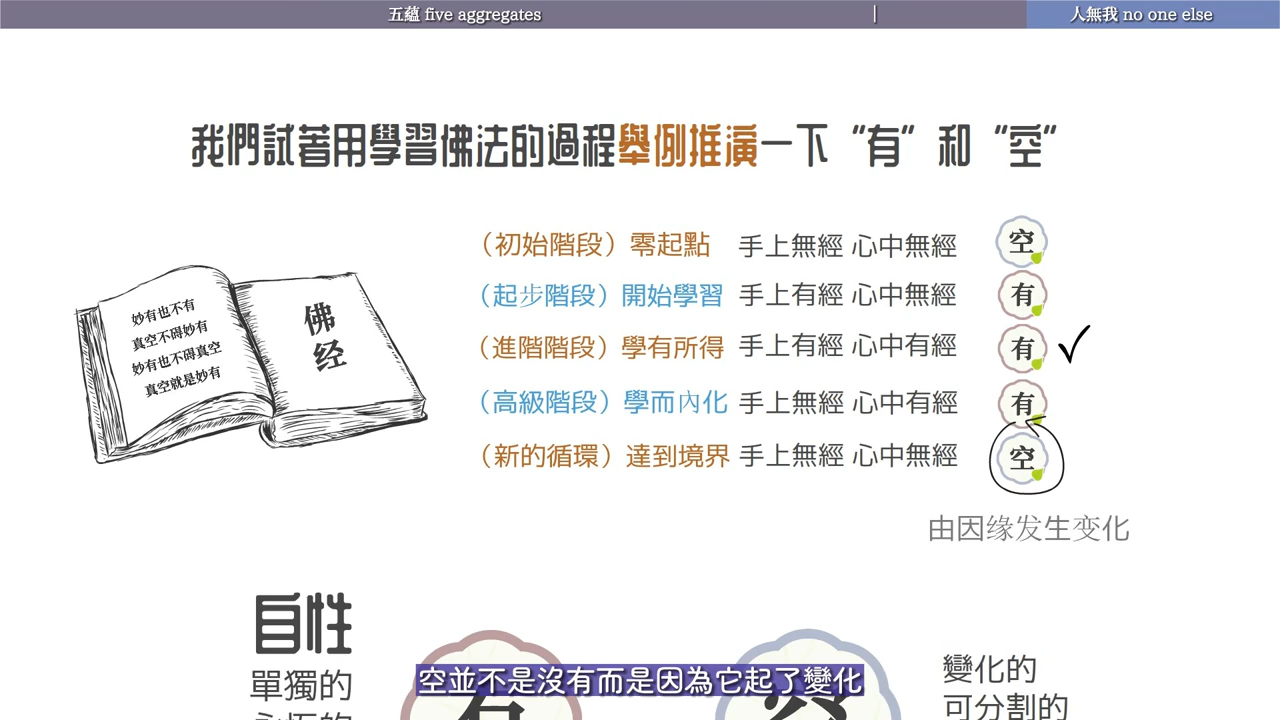 五蘊 five aggregates
人無我 no one else
我們試著用學習佛法的過程舉例推演一下“有”和“空”
妙有也不有
真空不碍妙有
妙有也不碍真空
真空就是妙有
佛经
（初始階段）零起點 手上無經 心中無經 空
（起步階段）開始學習 手上有經 心中無經 有
（進階階段）學有所得 手上有經 心中有經 有
（高級階段）學而內化 手上無經 心中有經 有
（新的循環）達到境界 手上無經 心中無經 空
由因缘发生变化
自性
單獨的
變化的
可分割的
空並不是沒有而是因為它起了變化